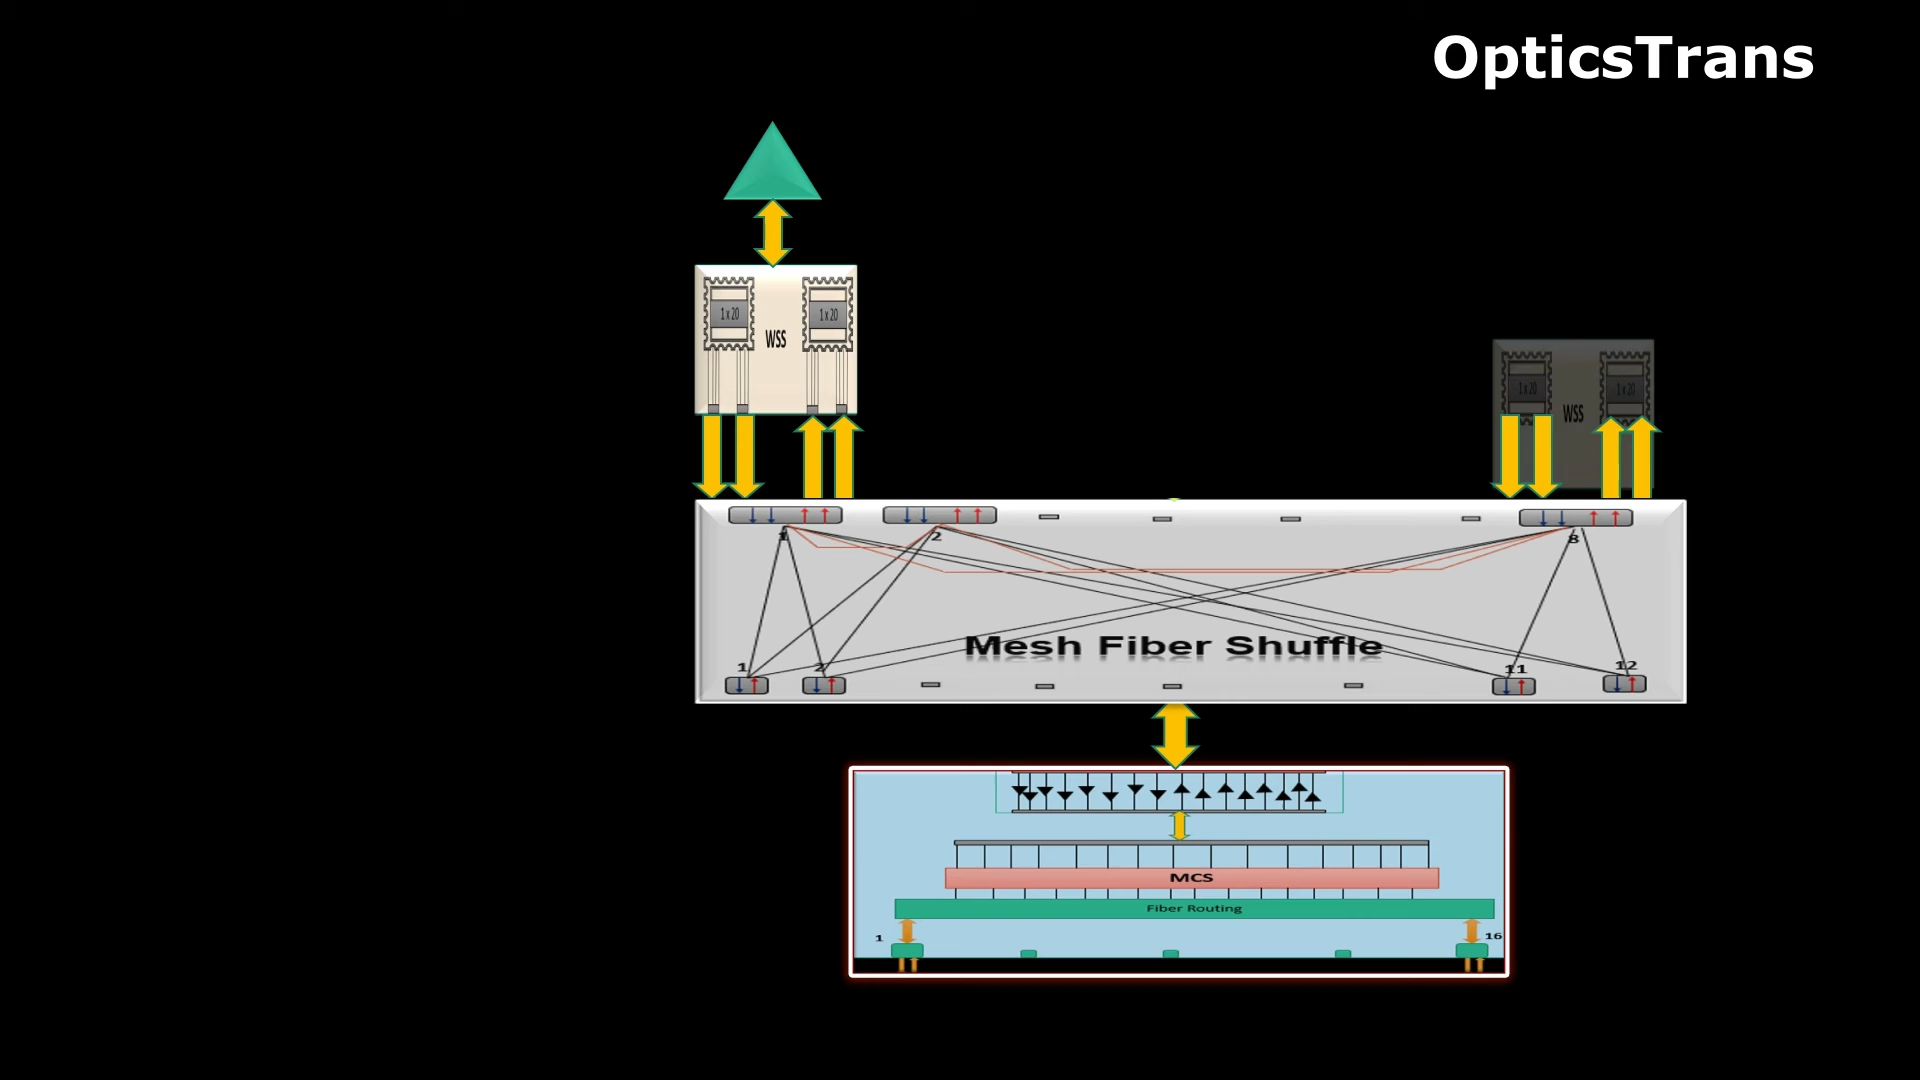 OpticsTrans
1x20
WSS
1x20
1x20
WSS
1x20
1
2
8
Mesh Fiber Shuffle
1
2
11
12
MCS
Fiber Routing
1
16